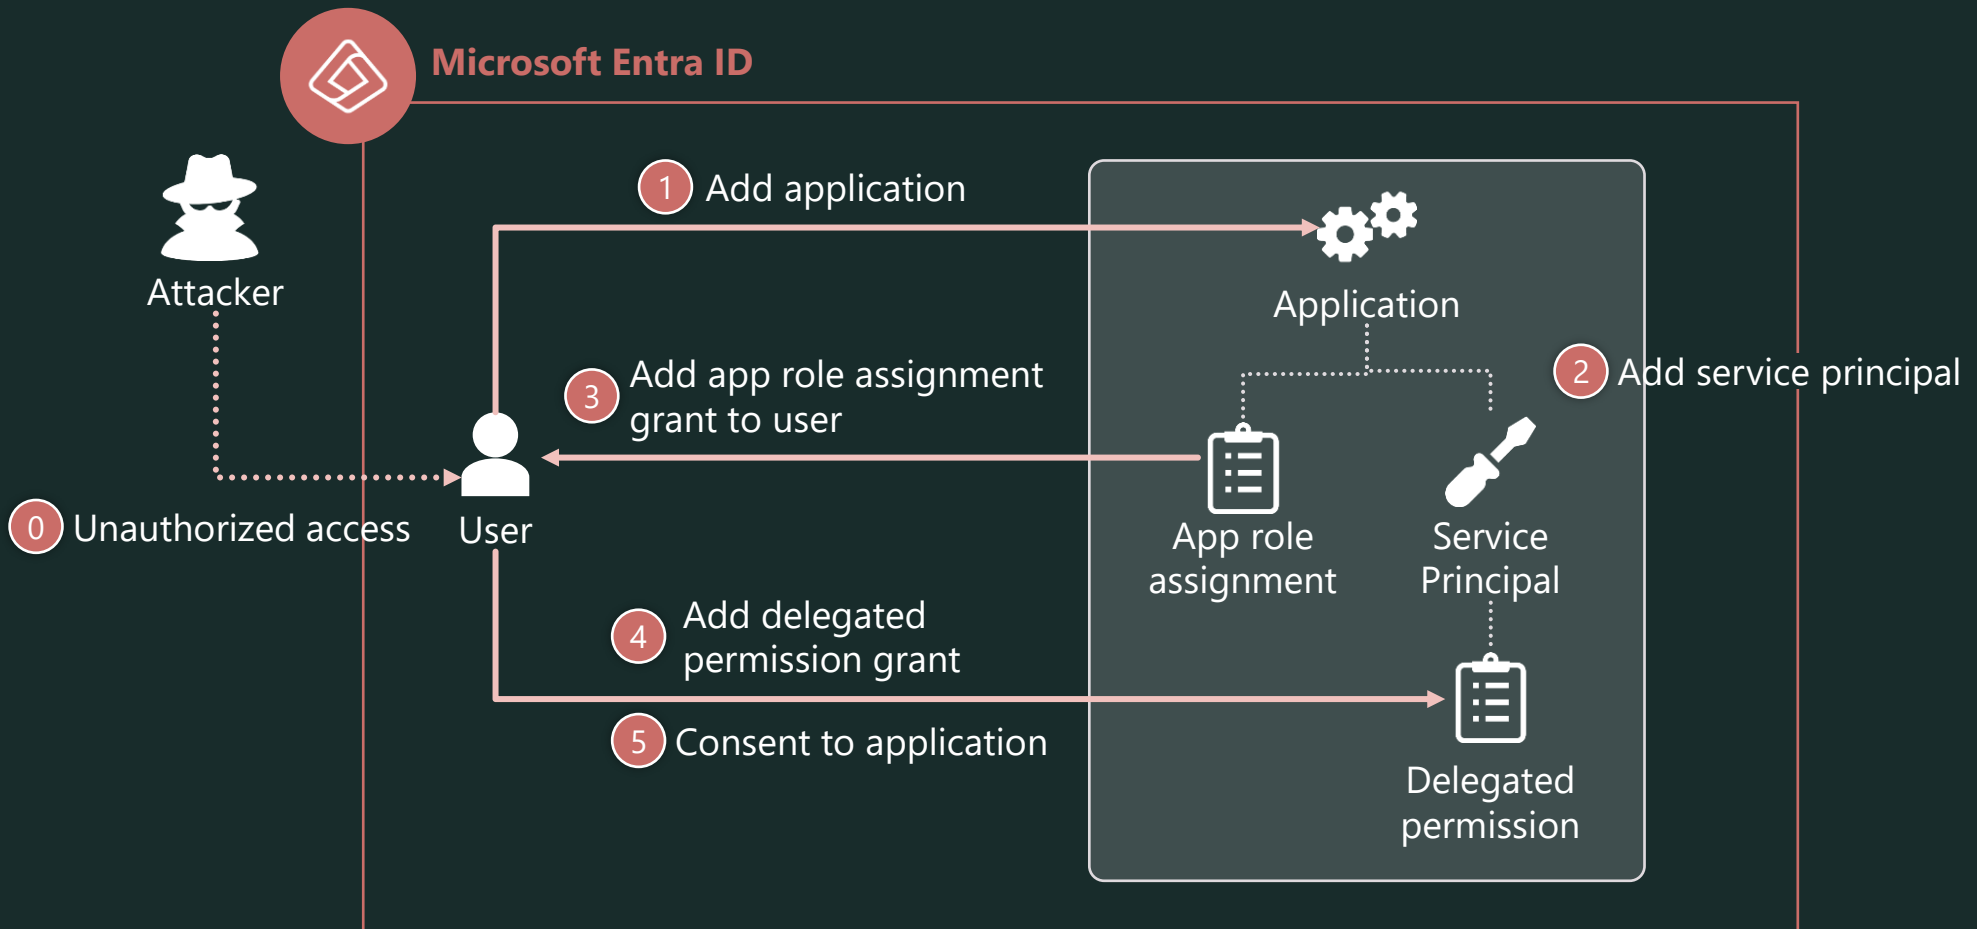 Microsoft Entra ID
1 Add application
Attacker
Application
3 Add app role assignment
grant to user
2 Add service principal
0 Unauthorized access
User
App role
assignment
Service
Principal
4 Add delegated
permission grant
5 Consent to application
Delegated
permission